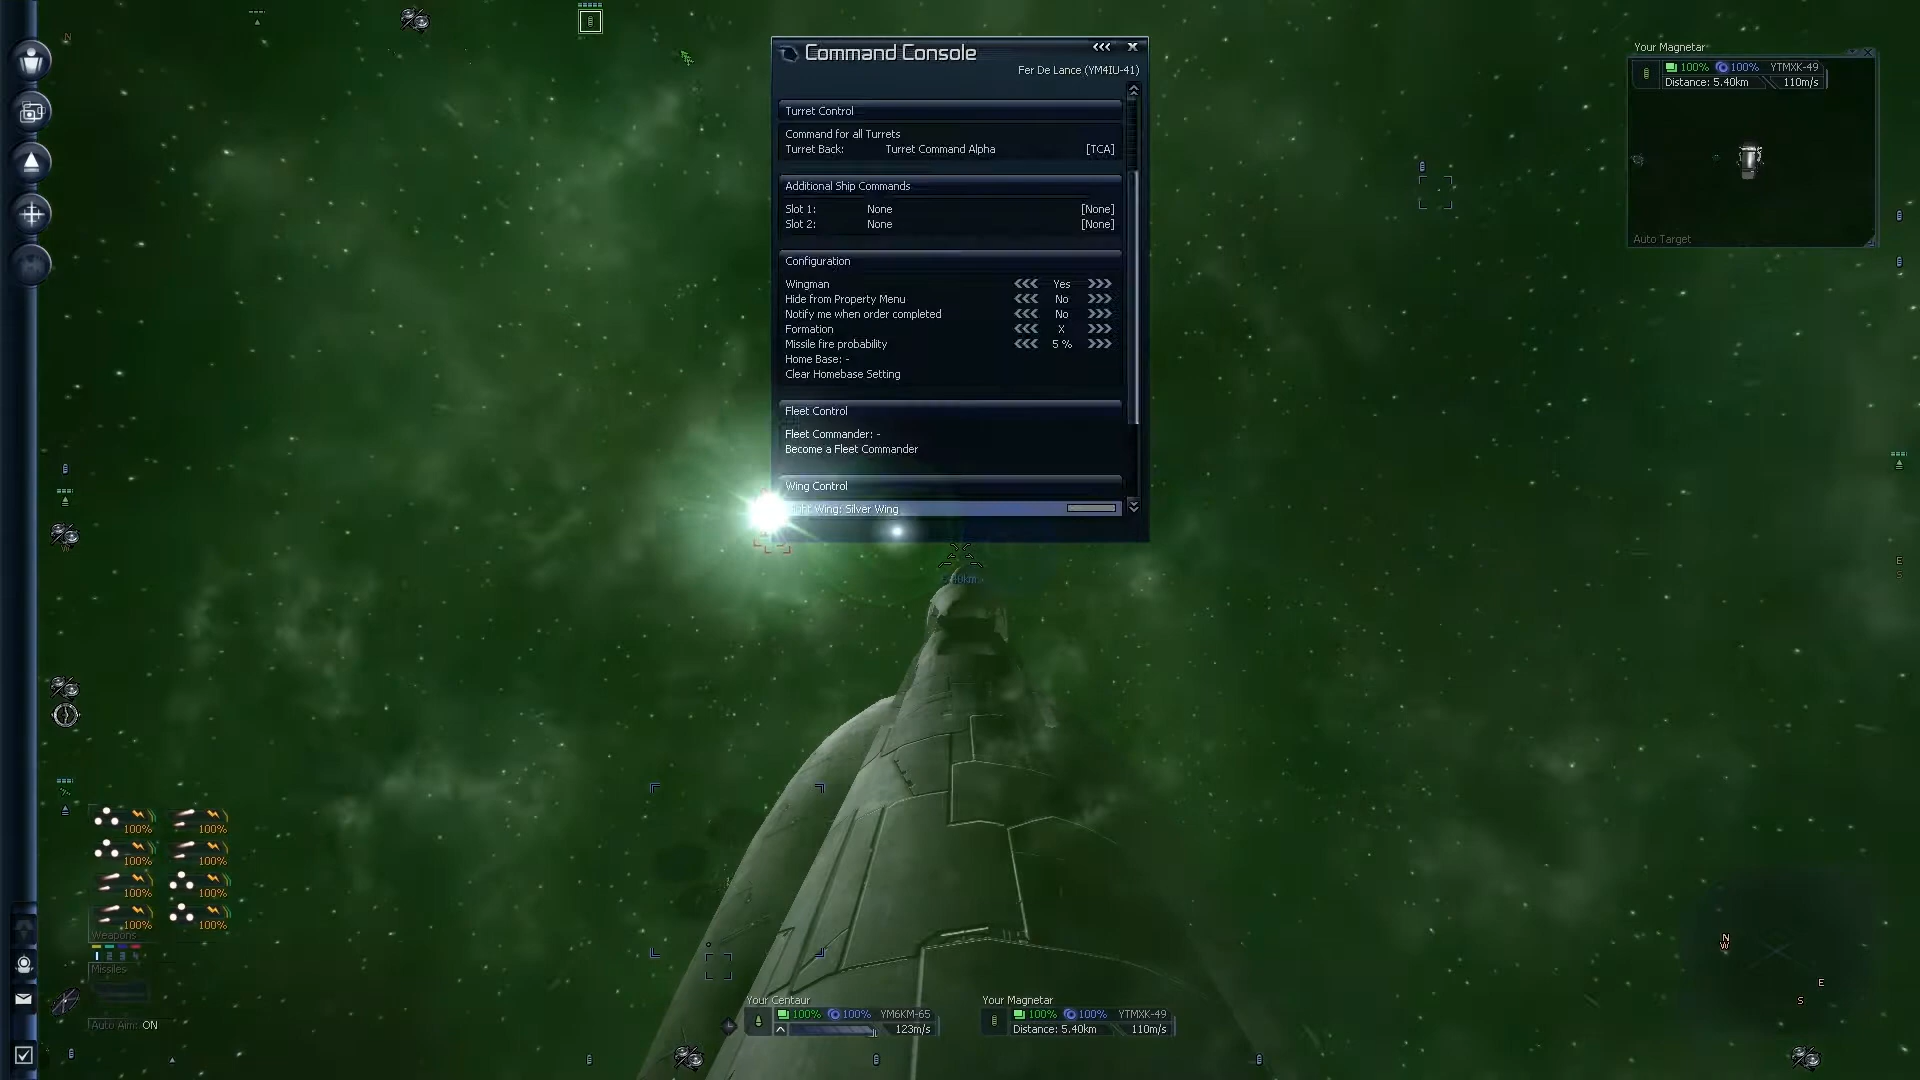 Command Console
Fer De Lance (YM4IU-41)
Turret Control
Command for all Turrets
Turret Back: Turret Command Alpha [TCA]
Additional Ship Commands
Slot 1: None [None]
Slot 2: None [None]
Configuration
Wingman Yes
Hide from Property Menu No
Notify me when order completed No
Formation X
Missile fire probability 5 %
Home Base: -
Clear Homebase Setting
Fleet Control
Fleet Commander: -
Become a Fleet Commander
Wing Control
Wing: Silver Wing
Your Magnetar
100% 100% YTMXK-49
Distance: 5.40km 110m/s
Auto Target
N
W
E
S
100% 100%
100% 100%
100% 100%
100% 100%
Weapons
1 2 3 4
Missiles
Auto Aim: ON
Your Centaur
100% 100% YM6KM-65
123m/s
Your Magnetar
100% 100% YTMXK-49
Distance: 5.40km 110m/s
N
W
E
S